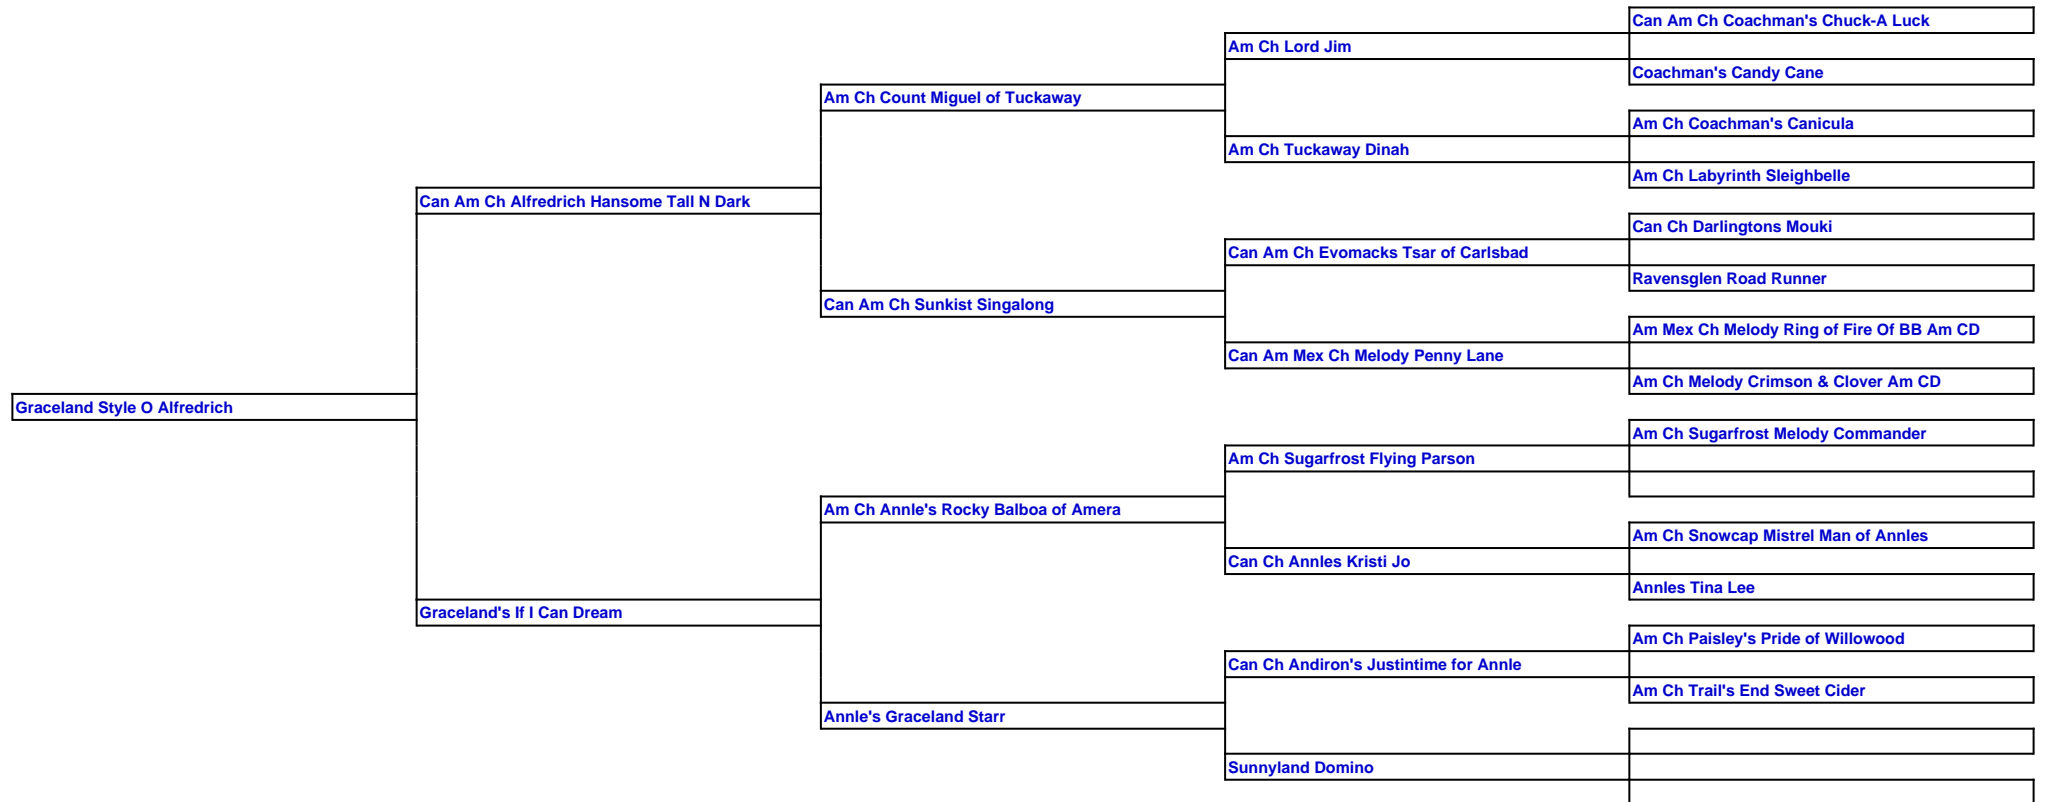 Can Am Ch Coachman's Chuck-A Luck
Am Ch Lord Jim
Coachman's Candy Cane
Am Ch Count Miguel of Tuckaway
Am Ch Coachman's Canicula
Am Ch Tuckaway Dinah
Am Ch Labyrinth Sleighbelle
Can Am Ch Alfredrich Hansome Tall N Dark
Can Ch Darlingtons Mouki
Can Am Ch Evomacks Tsar of Carlsbad
Ravensglen Road Runner
Can Am Ch Sunkist Singalong
Am Mex Ch Melody Ring of Fire Of BB Am CD
Can Am Mex Ch Melody Penny Lane
Am Ch Melody Crimson & Clover Am CD
Graceland Style O Alfredrich
Am Ch Sugarfrost Melody Commander
Am Ch Sugarfrost Flying Parson
Am Ch Annle's Rocky Balboa of Amera
Am Ch Snowcap Mistrel Man of Annles
Can Ch Annles Kristi Jo
Annles Tina Lee
Graceland's If I Can Dream
Am Ch Paisley's Pride of Willowood
Can Ch Andiron's Justintime for Annle
Am Ch Trail's End Sweet Cider
Annle's Graceland Starr
Sunnyland Domino